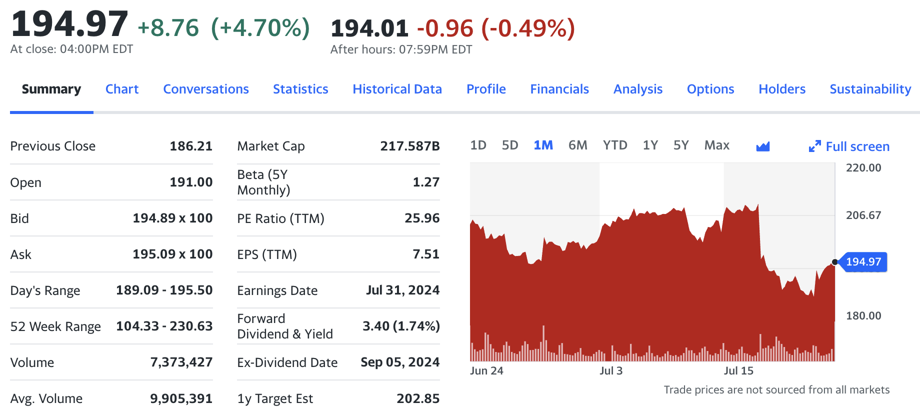 194.97 +8.76 (+4.70%) 194.01 -0.96 (-0.49%)
At close: 04:00PM EDT After hours: 07:59PM EDT
Summary Chart Conversations Statistics Historical Data Profile Financials Analysis Options Holders Sustainability
Previous Close 186.21
Open 191.00
Bid 194.89 x 100
Ask 195.09 x 100
Day's Range 189.09 - 195.50
52 Week Range 104.33 - 230.63
Volume 7,373,427
Avg. Volume 9,905,391
Market Cap 217.587B
Beta (5Y
Monthly) 1.27
PE Ratio (TTM) 25.96
EPS (TTM) 7.51
Earnings Date Jul 31, 2024
Forward
Dividend & Yield 3.40 (1.74%)
Ex-Dividend Date Sep 05, 2024
1y Target Est 202.85
1D 5D 1M 6M YTD 1Y 5Y Max Full screen
220.00
206.67
194.97
180.00
Jun 24 Jul 3 Jul 15
Trade prices are not sourced from all markets